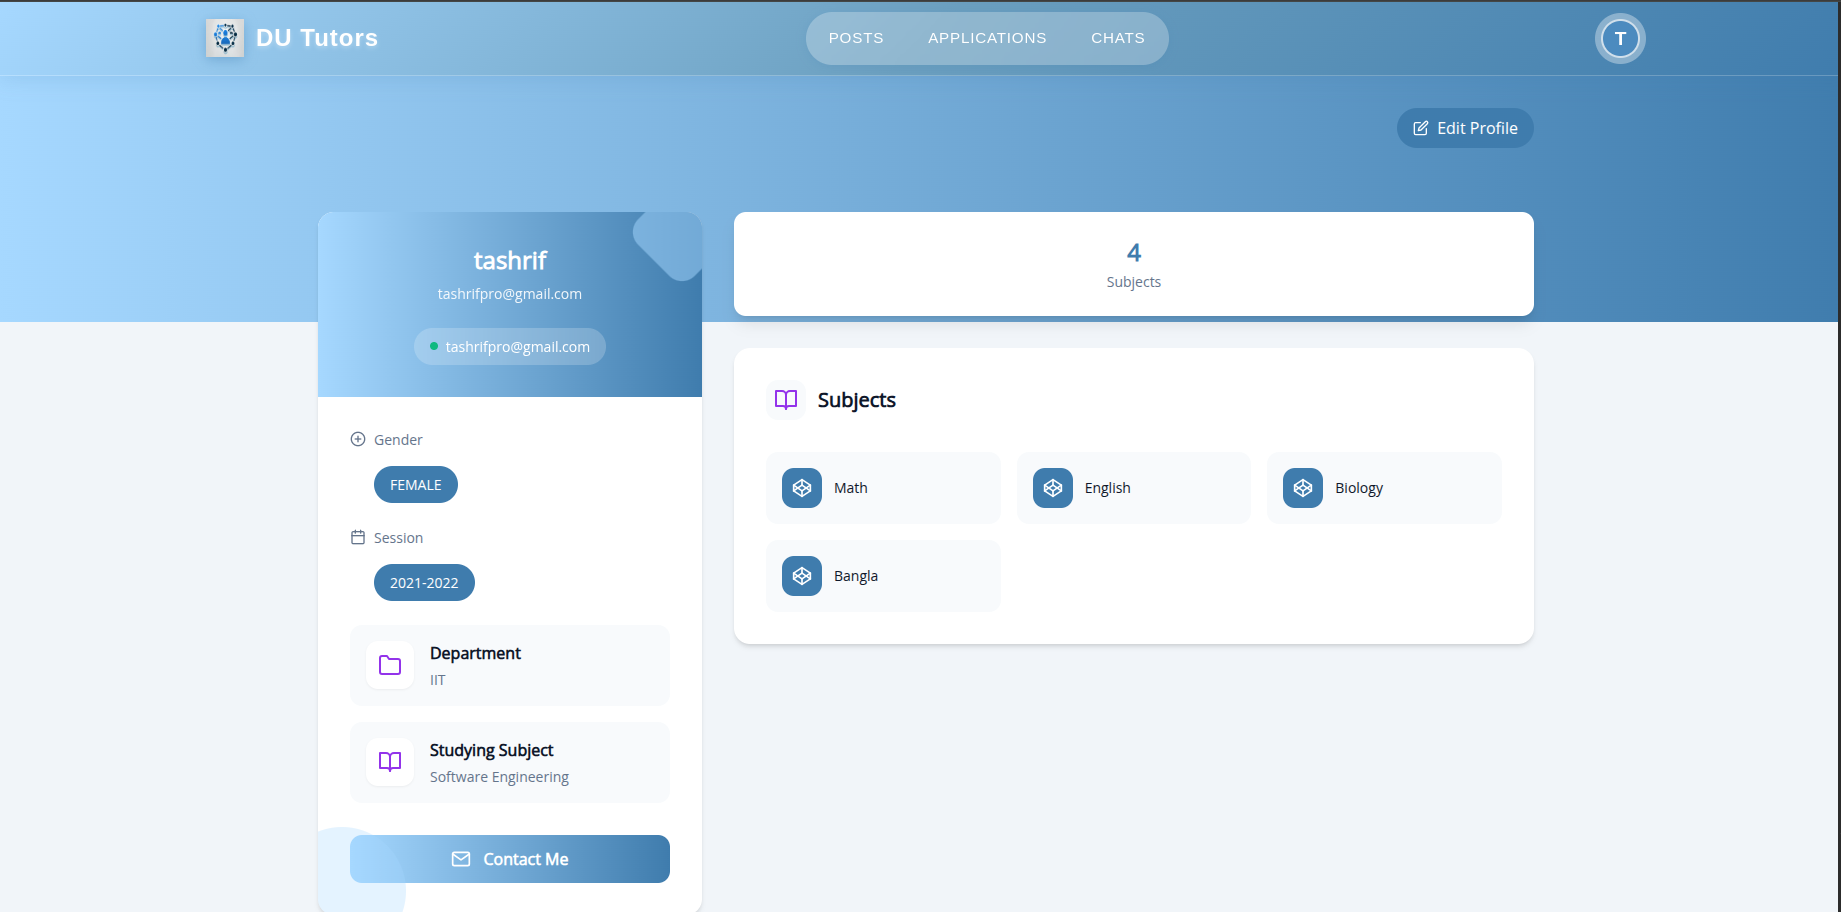 DU Tutors
POSTS APPLICATIONS CHATS
T
Edit Profile
tashrif
tashrifpro@gmail.com
tashrifpro@gmail.com
Gender
FEMALE
Session
2021-2022
Department
IIT
Studying Subject
Software Engineering
Contact Me
4
Subjects
Subjects
Math
English
Biology
Bangla